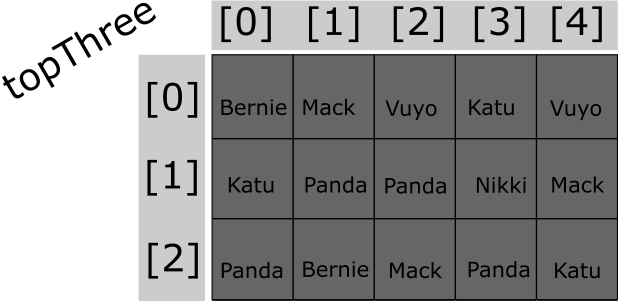 topThree
[0] [1] [2] [3] [4]
[0] Bernie Mack Vuyo Katu Vuyo
[1] Katu Panda Panda Nikki Mack
[2] Panda Bernie Mack Panda Katu